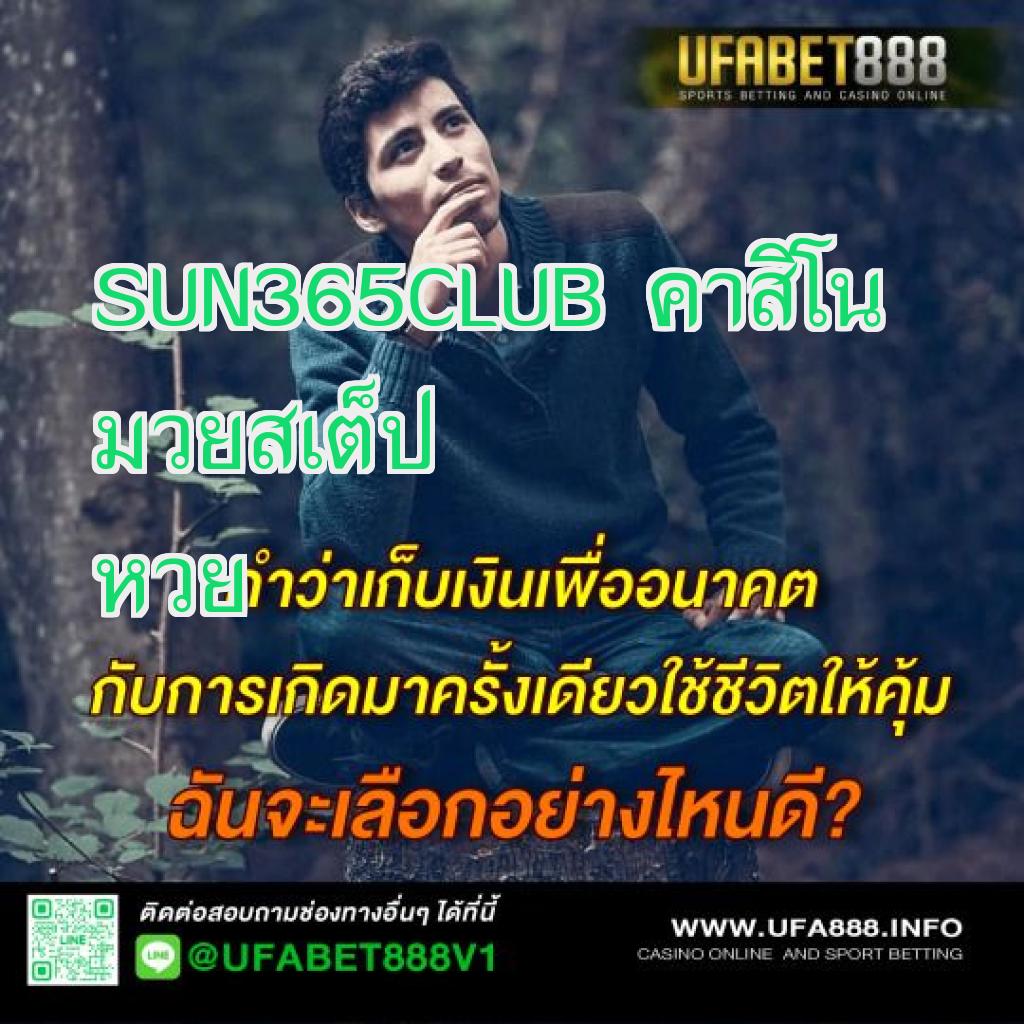 UFABET888
SPORTS BETTING AND CASINO ONLINE
SUN365CLUB คาสิโน
มวยสเต็ป
หวย
คำว่าเก็บเงินเพื่ออนาคต
กับการเกิดมาครั้งเดียวใช้ชีวิตให้คุ้ม
ฉันจะเลือกอย่างไหนดี?
ติดต่อสอบถามช่องทางอื่นๆ ได้ที่นี้
LINE
LINE @UFABET888V1
WWW.UFA888.INFO
CASINO ONLINE AND SPORT BETTING